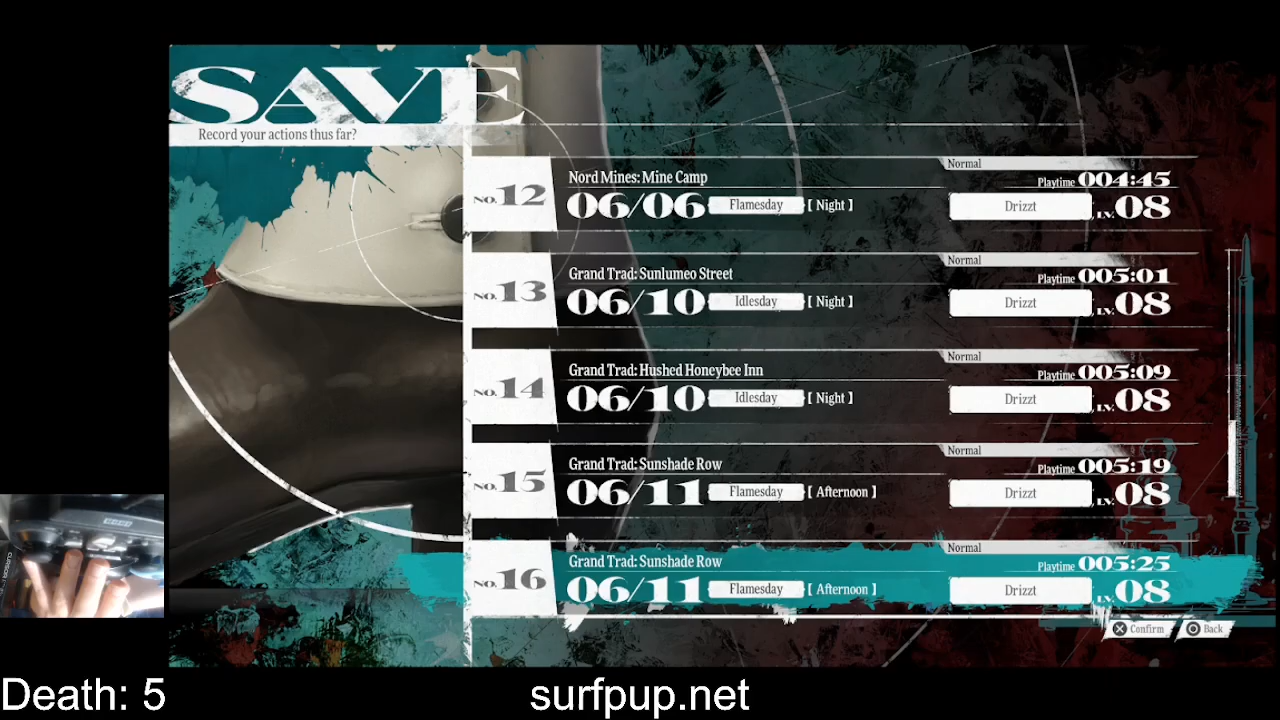 SAVE
Record your actions thus far?
No.12
Nord Mines: Mine Camp
06/06 Flamesday [ Night ]
Normal
Playtime 004:45
Drizzt Lv.08
No.13
Grand Trad: Sunlumeo Street
06/10 Idlesday [ Night ]
Normal
Playtime 005:01
Drizzt Lv.08
No.14
Grand Trad: Hushed Honeybee Inn
06/10 Idlesday [ Night ]
Normal
Playtime 005:09
Drizzt Lv.08
No.15
Grand Trad: Sunshade Row
06/11 Flamesday [ Afternoon ]
Normal
Playtime 005:19
Drizzt Lv.08
No.16
Grand Trad: Sunshade Row
06/11 Flamesday [ Afternoon ]
Normal
Playtime 005:25
Drizzt Lv.08
Confirm Back
Death: 5
surfpup.net